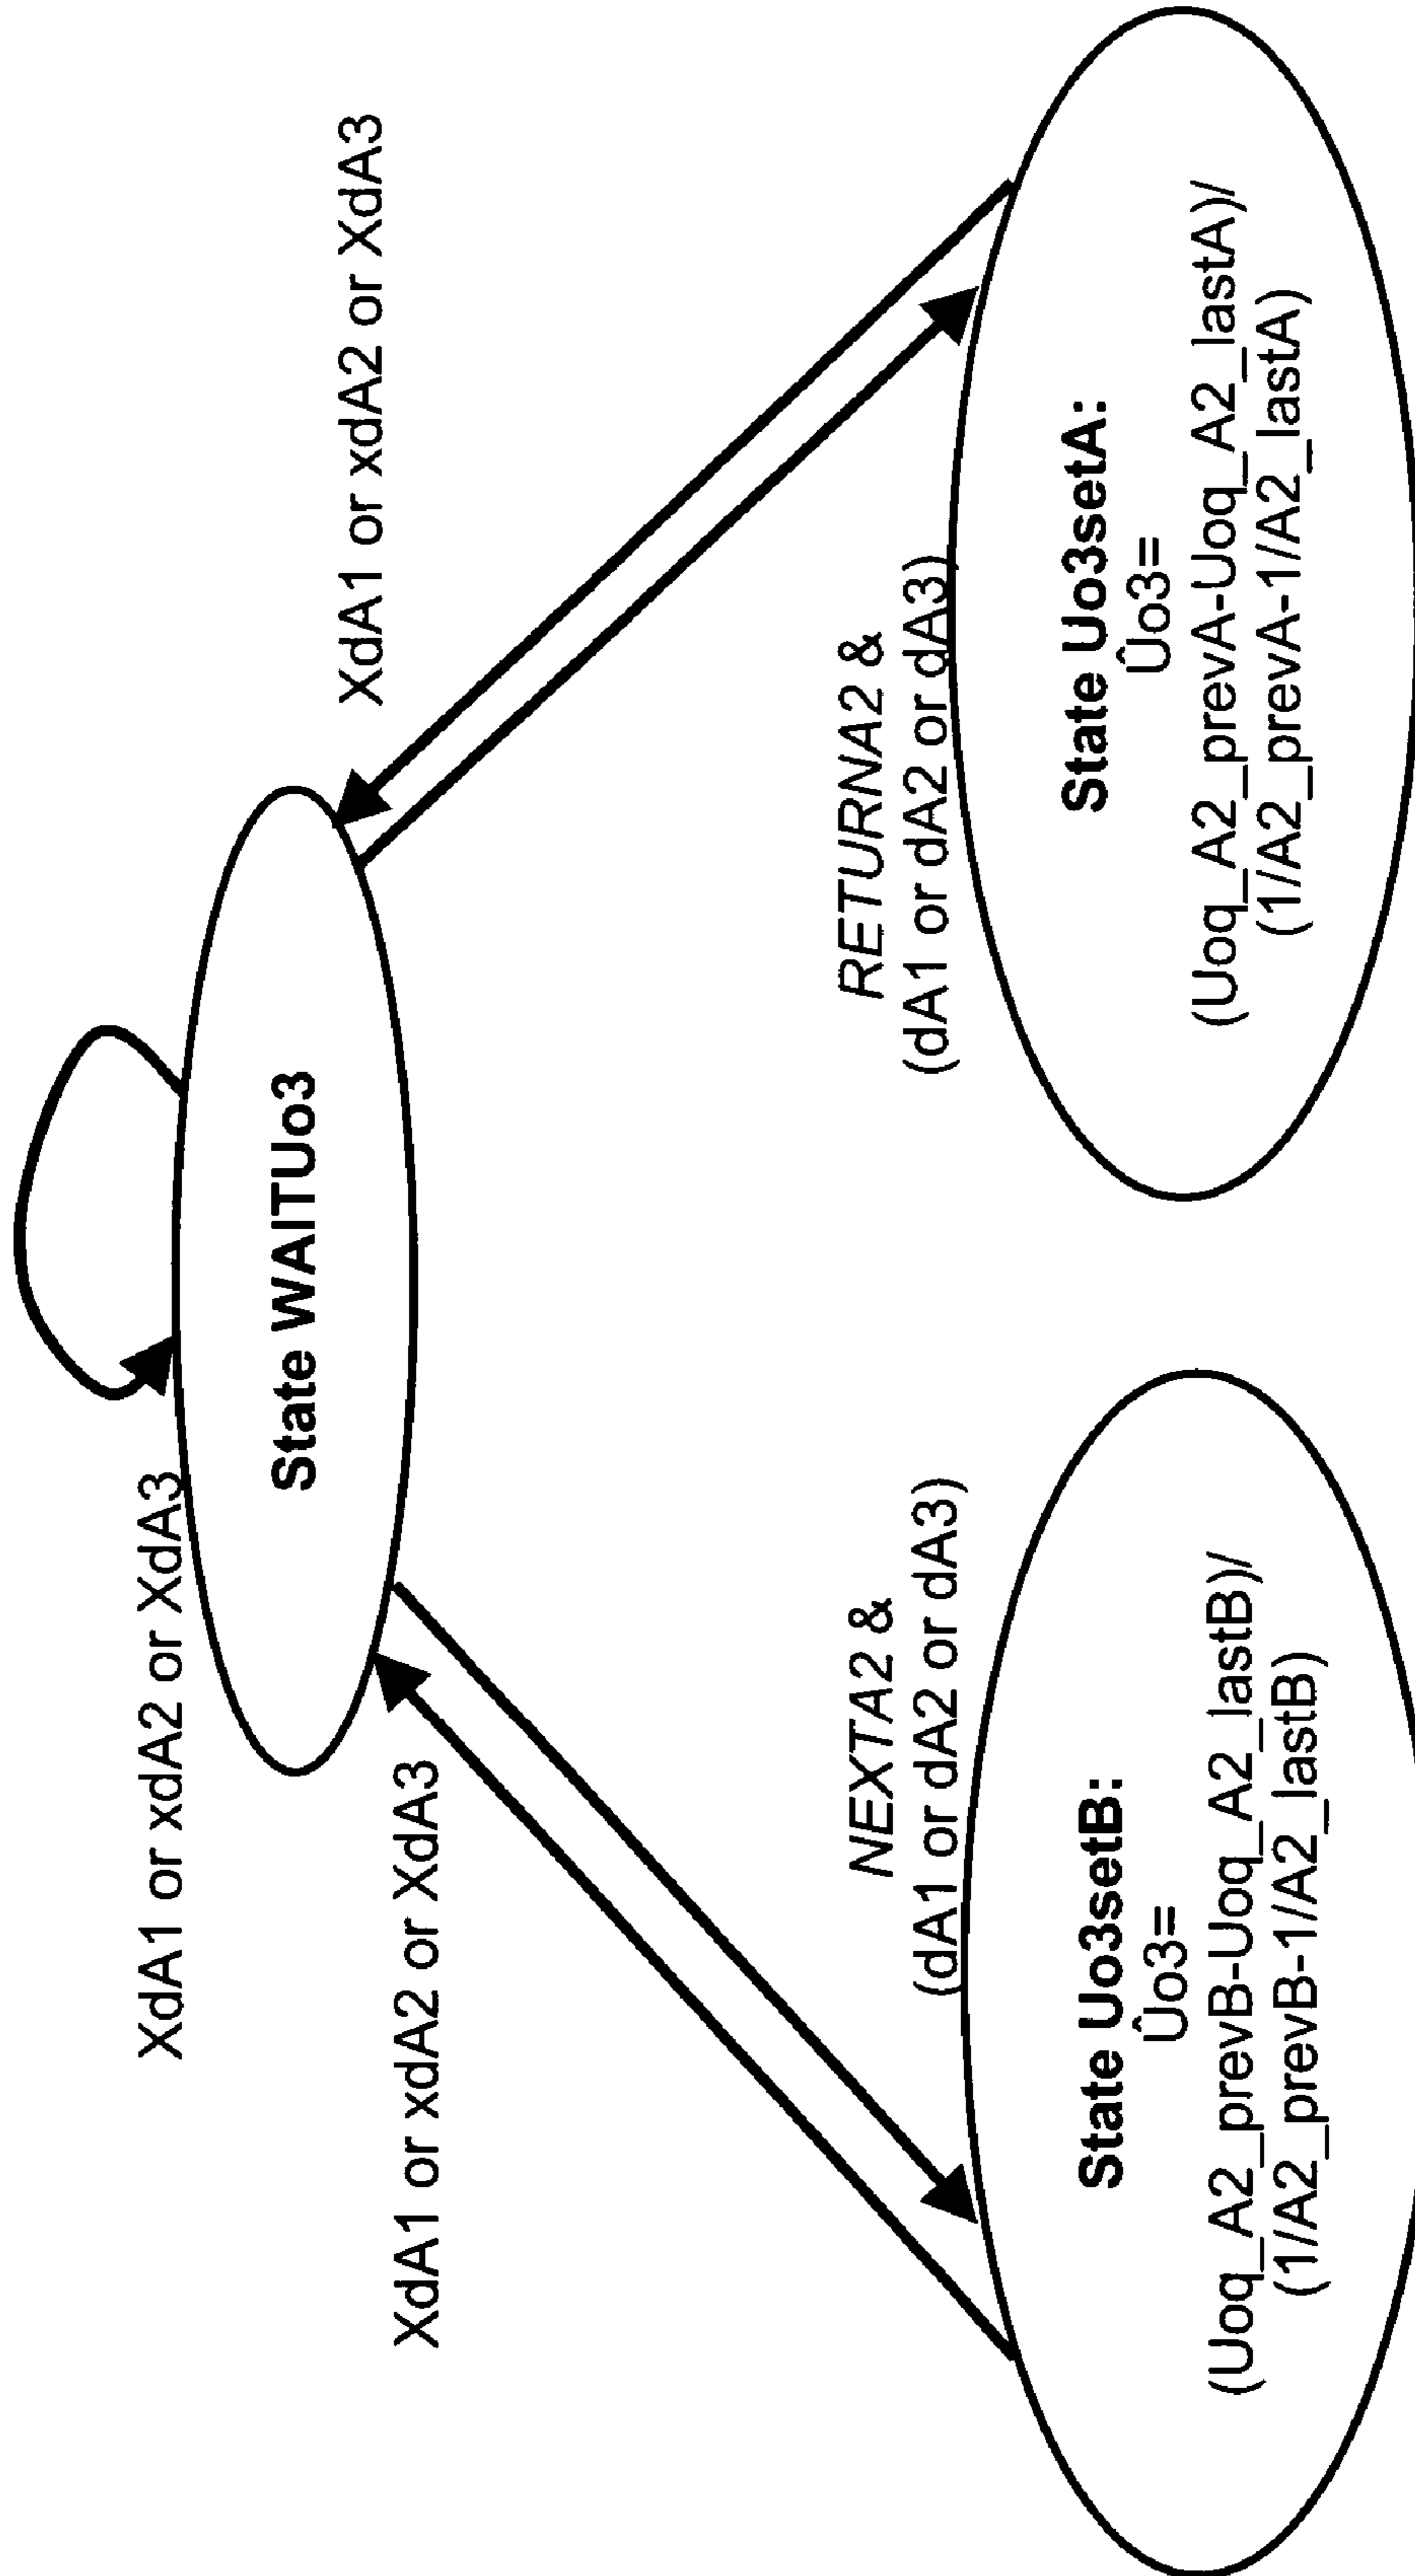 XdA1 or xdA2 or XdA3
State WAITUo3
XdA1 or xdA2 or XdA3
XdA1 or xdA2 or XdA3
NEXTA2 &
(dA1 or dA2 or dA3)
RETURNA2 &
(dA1 or dA2 or dA3)
State Uo3setB:
Ûo3=
(Uoq_A2_prevB-Uoq_A2_lastB)/
(1/A2_prevB-1/A2_lastB)
State Uo3setA:
Ûo3=
(Uoq_A2_prevA-Uoq_A2_lastA)/
(1/A2_prevA-1/A2_lastA)